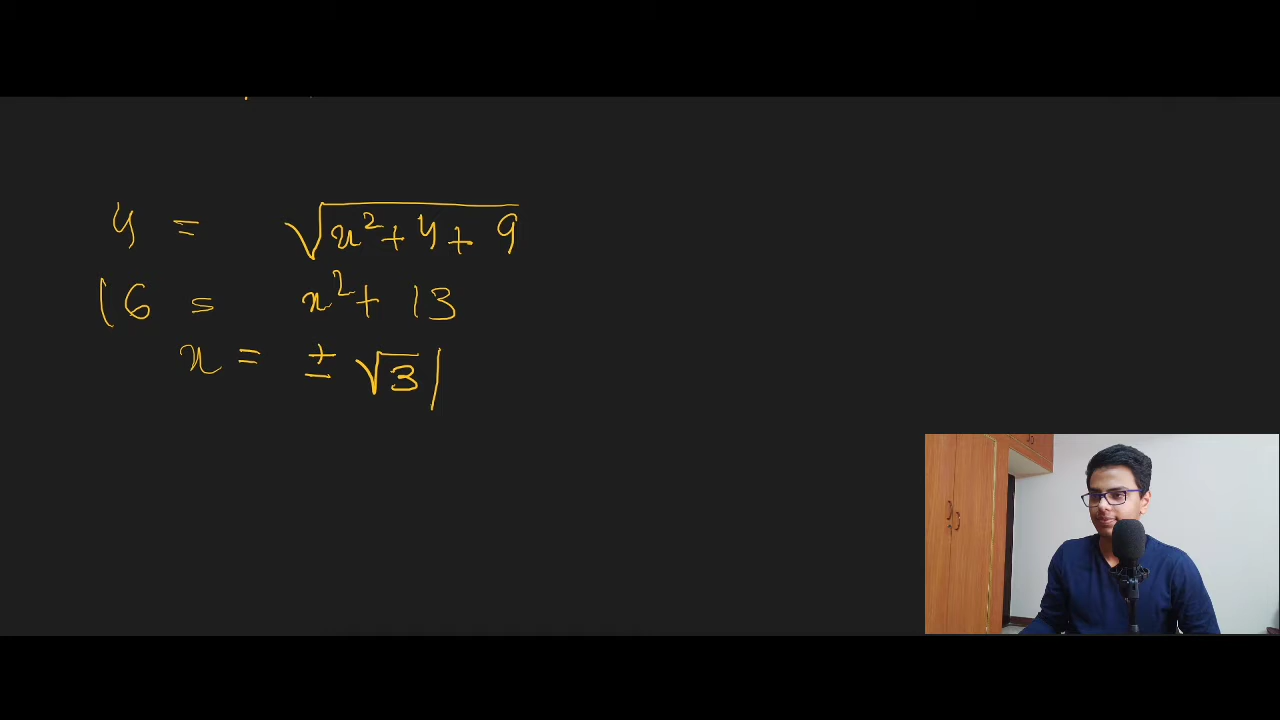 4 = √(x²+4+9)
16 = x²+ 13
x = ± √3